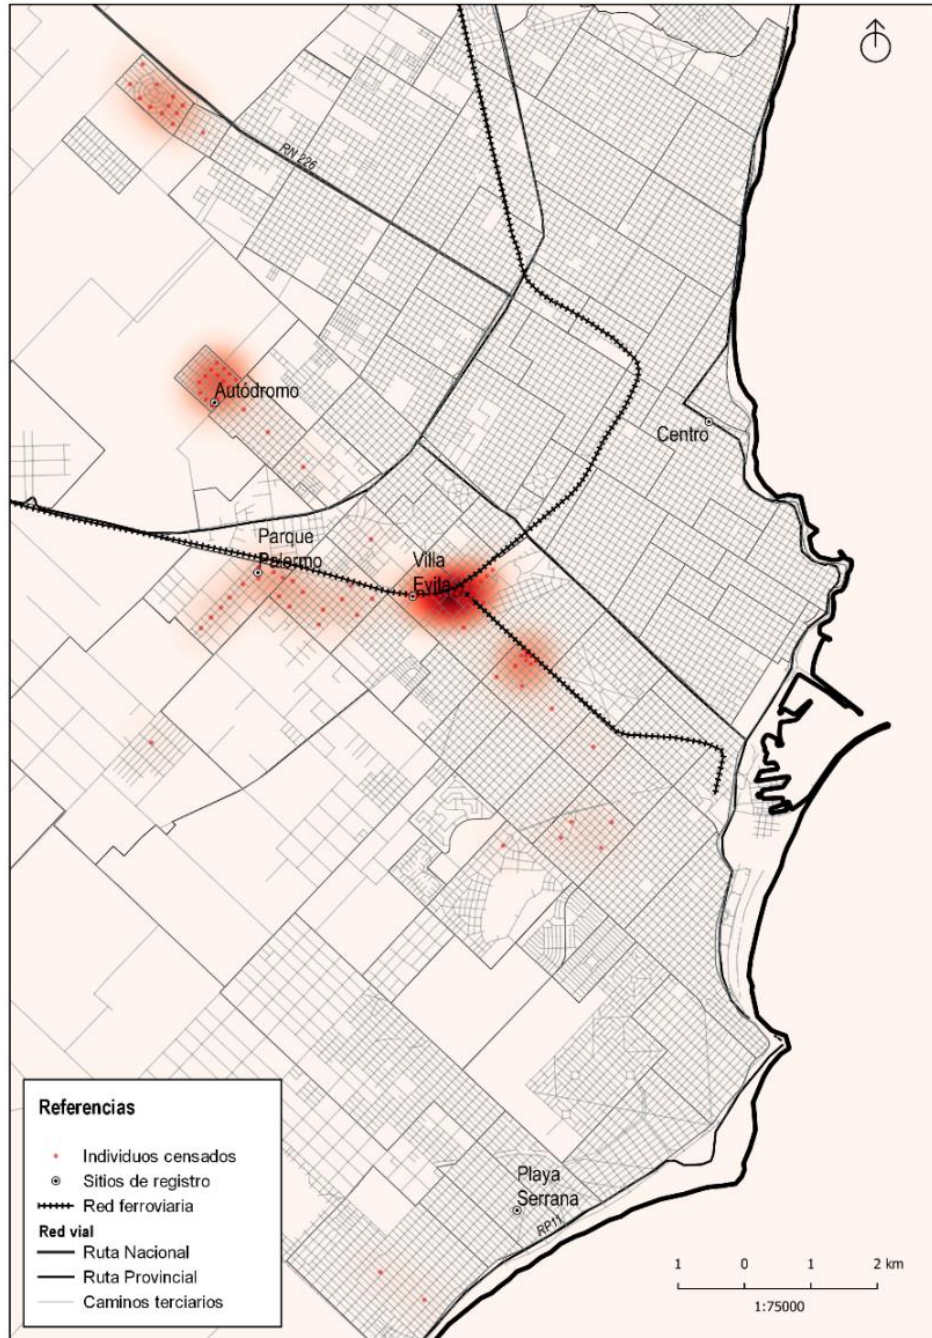 RN 226
Autódromo
Centro
Parque
Palermo
Villa
Evita
Playa
Serrana
RP11
Referencias
Individuos censados
Sitios de registro
Red ferroviaria
Red vial
Ruta Nacional
Ruta Provincial
Caminos terciarios
1 0 1 2 km
1:75000